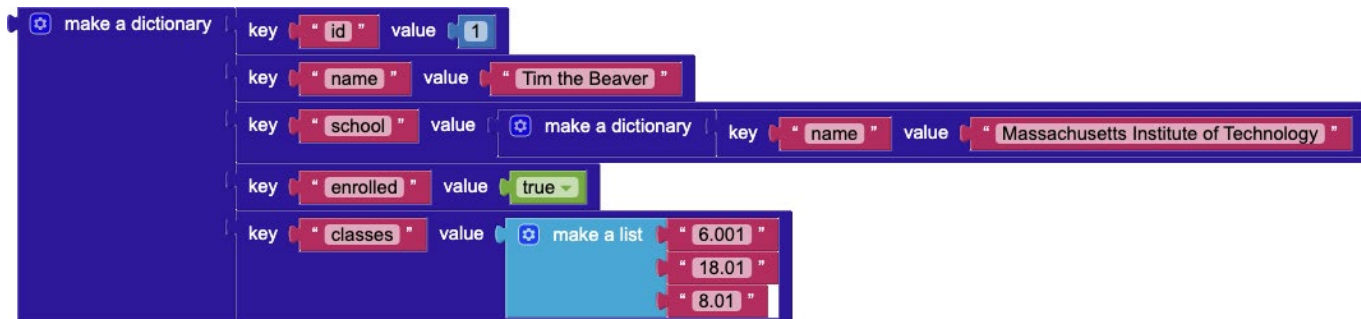 make a dictionary key " id " value 1
key " name " value " Tim the Beaver "
key " school " value make a dictionary key " name " value " Massachusetts Institute of Technology "
key " enrolled " value true
key " classes " value make a list " 6.001 "
" 18.01 "
" 8.01 "